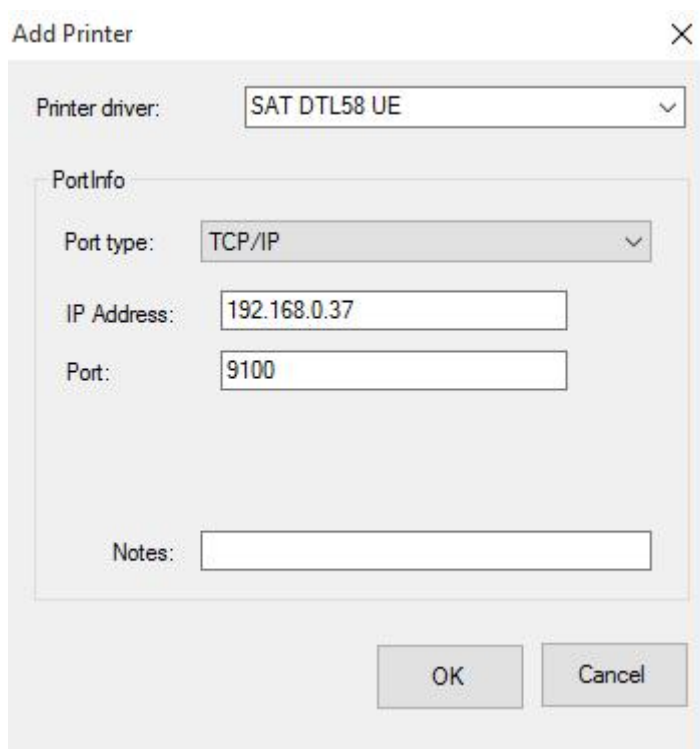 Add Printer
Printer driver: SAT DTL58 UE
PortInfo
Port type: TCP/IP
IP Address: 192.168.0.37
Port: 9100
Notes:
OK Cancel